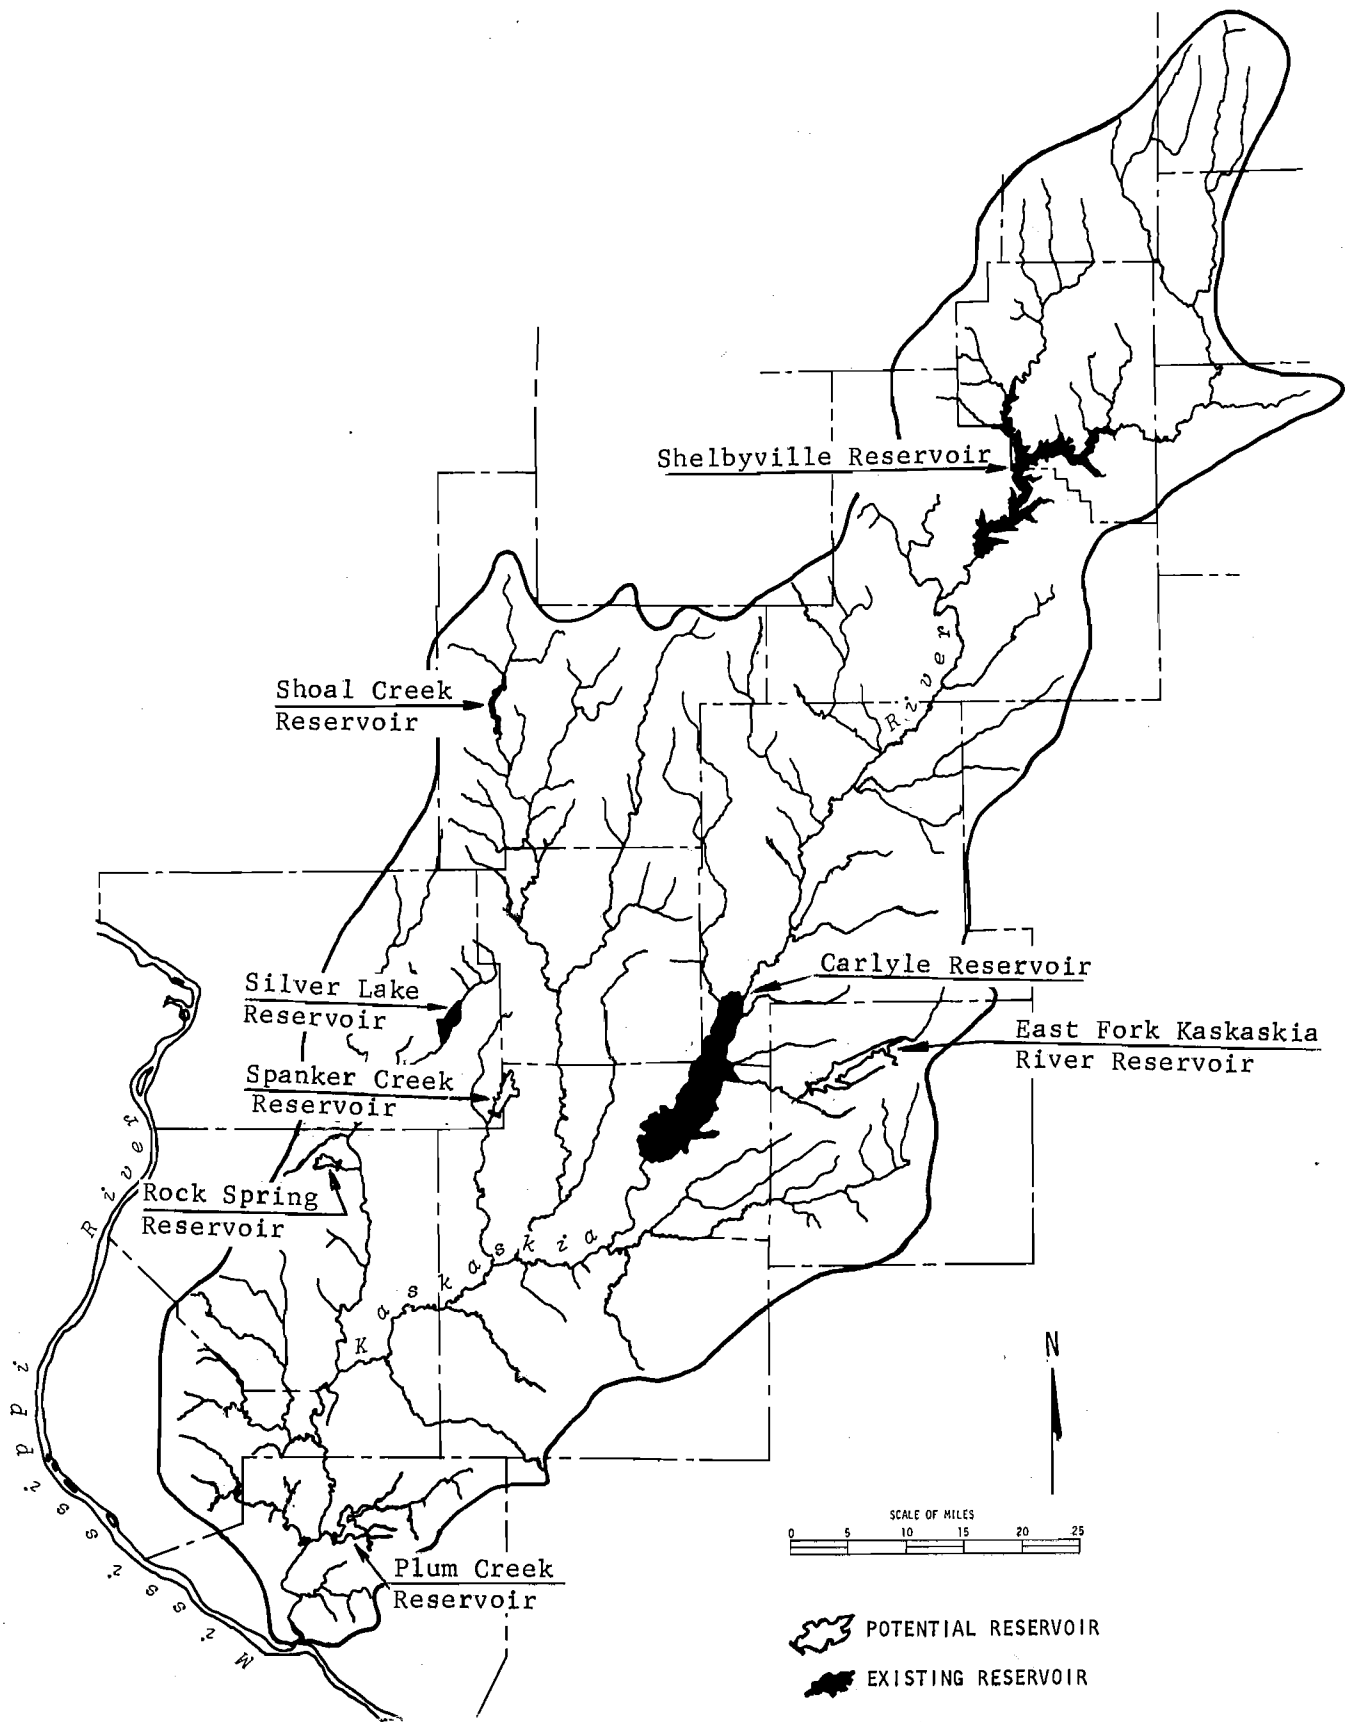 Shelbyville Reservoir
River
Shoal Creek
Reservoir
Carlyle Reservoir
Silver Lake
Reservoir
East Fork Kaskaskia
River Reservoir
Spanker Creek
Reservoir
Rock Spring
Reservoir
Kaskaskia
Mississippi River
N
SCALE OF MILES
0 5 10 15 20 25
Plum Creek
Reservoir
POTENTIAL RESERVOIR
EXISTING RESERVOIR